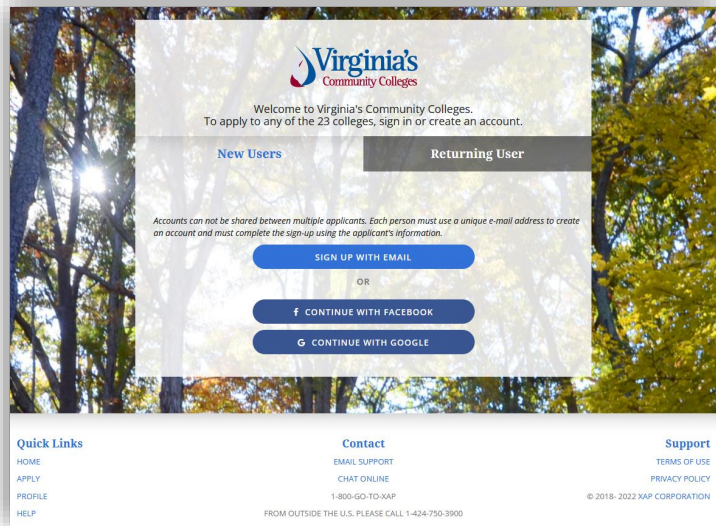 Virginia's
Community Colleges
Welcome to Virginia's Community Colleges.
To apply to any of the 23 colleges, sign in or create an account.
New Users
Returning User
Accounts can not be shared between multiple applicants. Each person must use a unique e-mail address to create
an account and must complete the sign-up using the applicant's information.
SIGN UP WITH EMAIL
OR
f CONTINUE WITH FACEBOOK
G CONTINUE WITH GOOGLE
Quick Links
HOME
APPLY
PROFILE
HELP
Contact
EMAIL SUPPORT
CHAT ONLINE
1-800-GO-TO-XAP
FROM OUTSIDE THE U.S. PLEASE CALL 1-424-750-3900
Support
TERMS OF USE
PRIVACY POLICY
© 2018- 2022 XAP CORPORATION